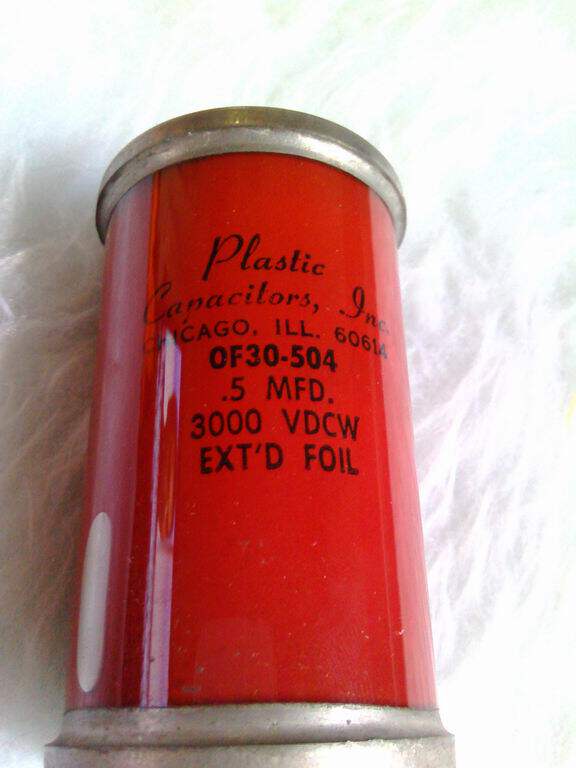 Plastic
Capacitors, Inc.
CHICAGO, ILL. 60614
OF30-504
.5 MFD.
3000 VDCW
EXT'D FOIL